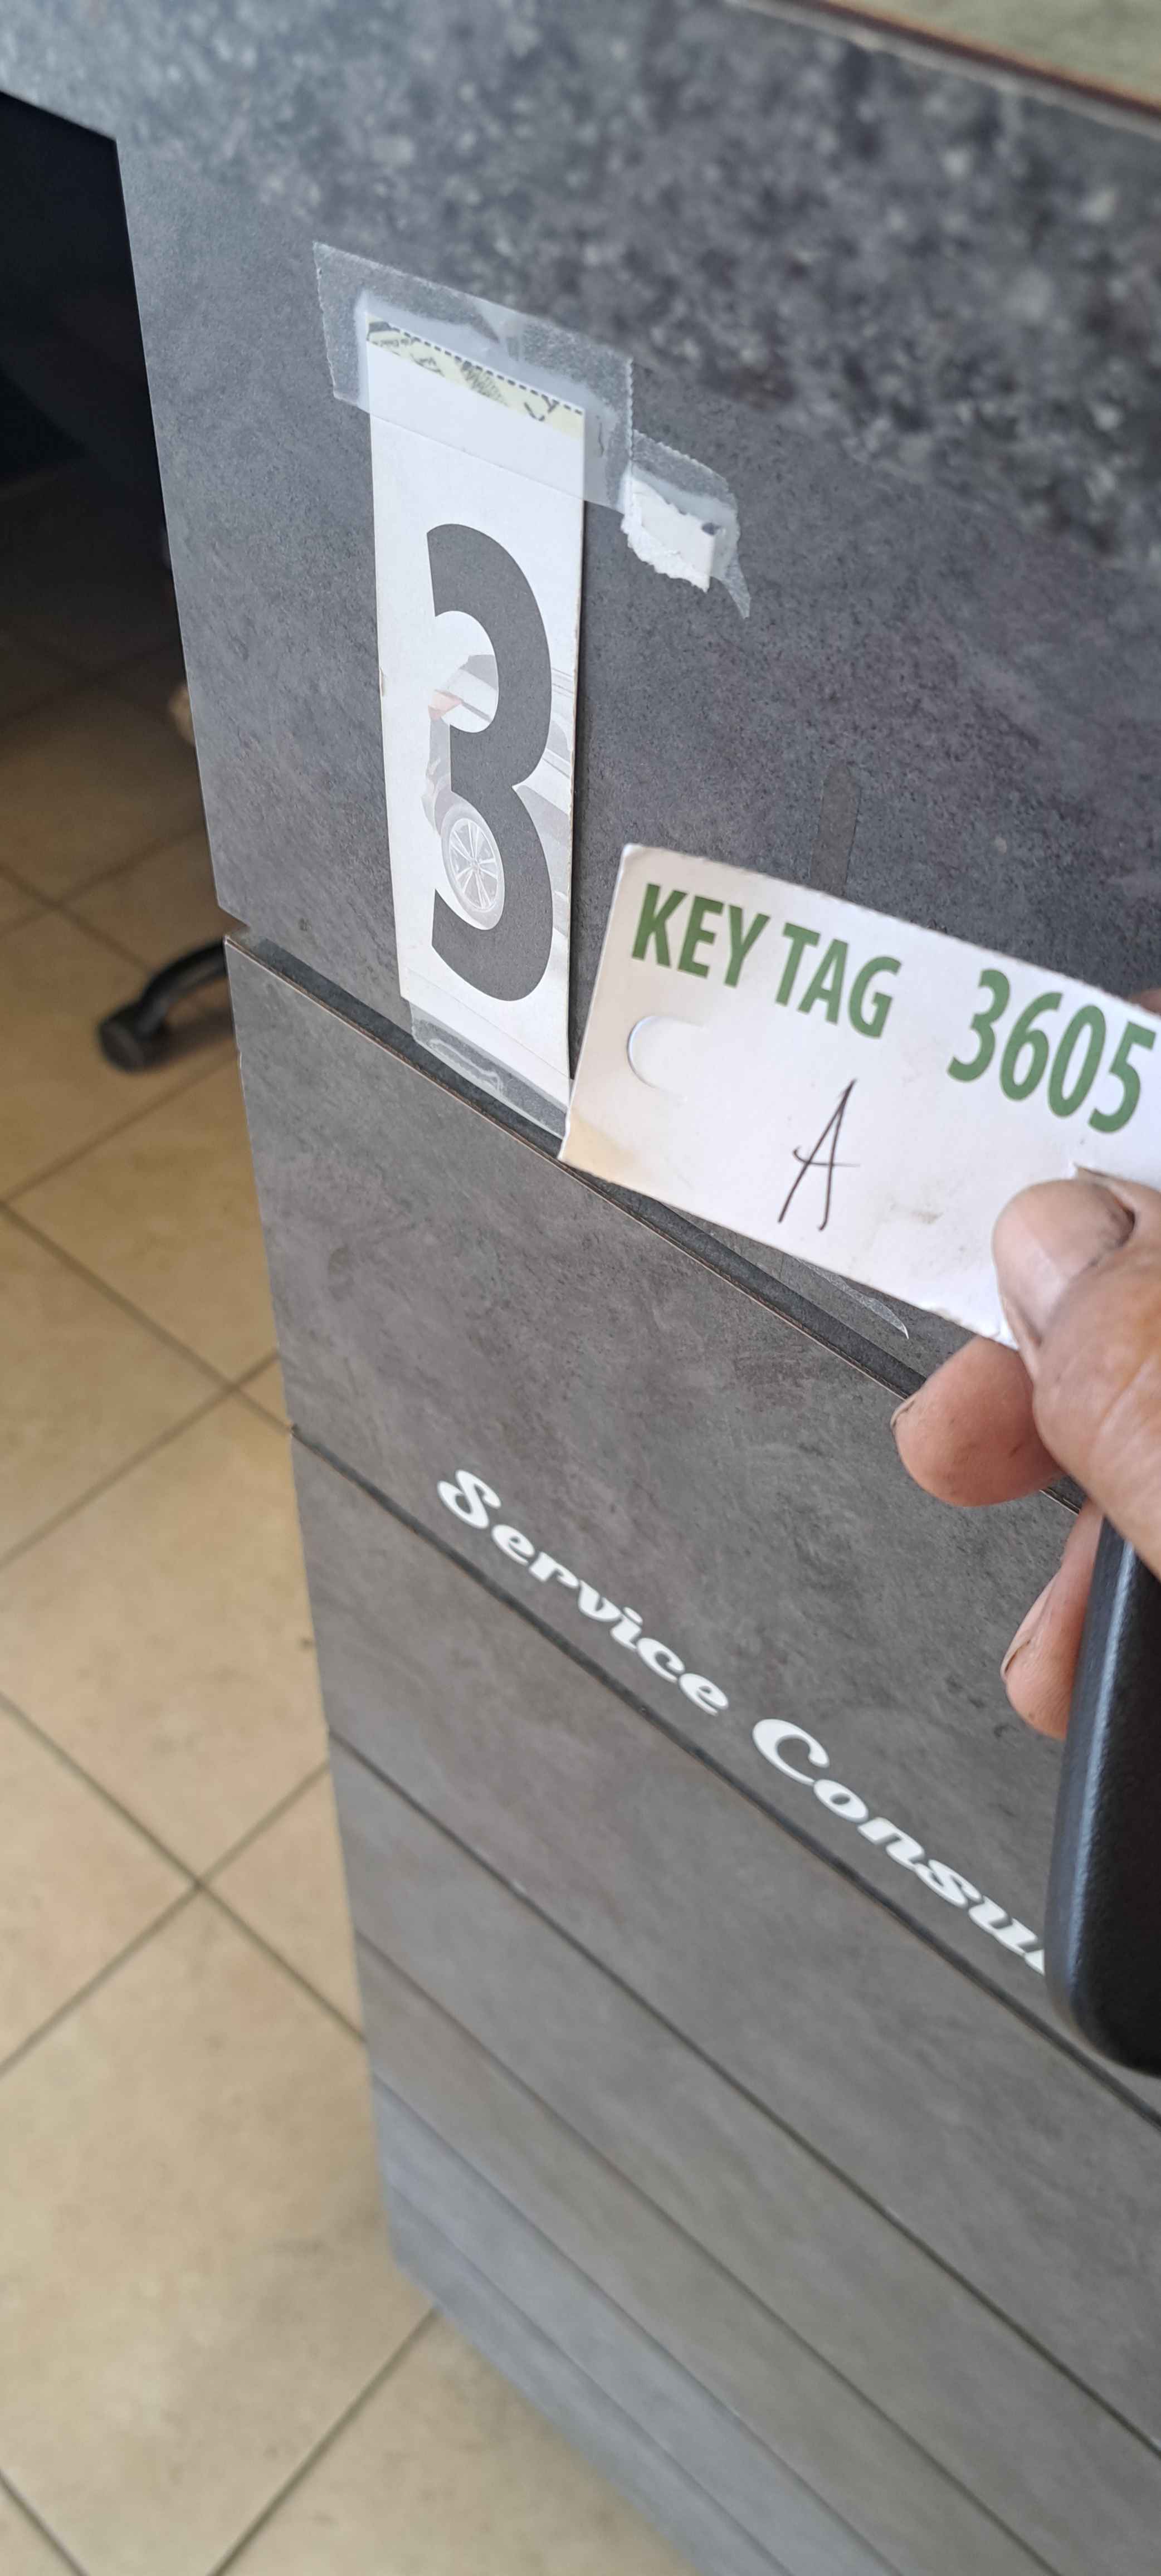 3
KEY TAG 3605
A
Service Consu